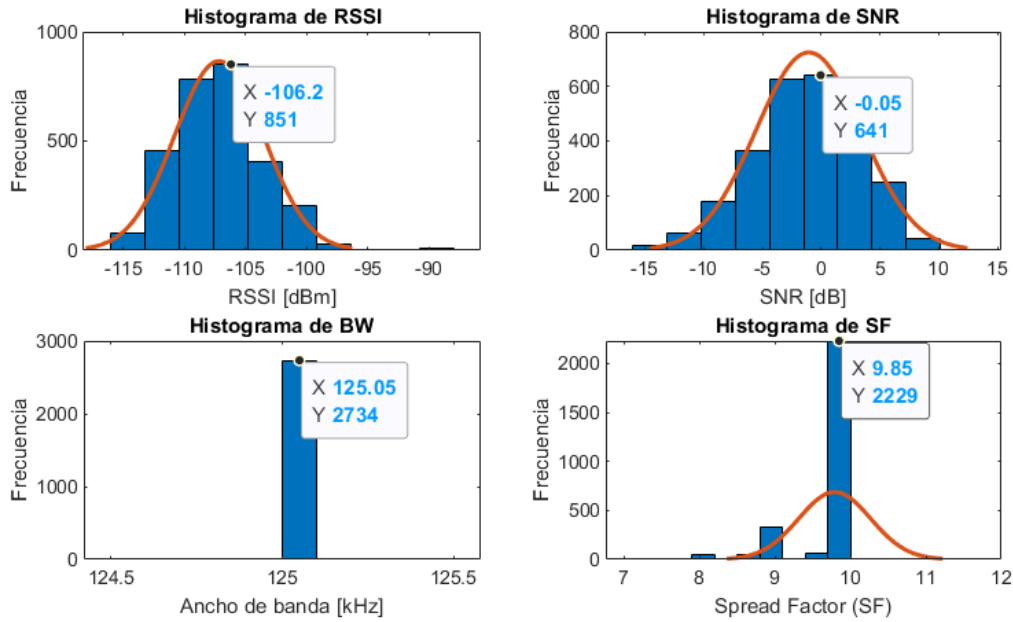 Histograma de RSSI
1000
500
0
Frecuencia
X -106.2
Y 851
-115 -110 -105 -100 -95 -90
RSSI [dBm]
Histograma de SNR
800
600
400
200
0
Frecuencia
X -0.05
Y 641
-15 -10 -5 0 5 10 15
SNR [dB]
Histograma de BW
3000
2000
1000
0
Frecuencia
X 125.05
Y 2734
124.5 125 125.5
Ancho de banda [kHz]
Histograma de SF
2000
1500
1000
500
0
Frecuencia
X 9.85
Y 2229
7 8 9 10 11 12
Spread Factor (SF)